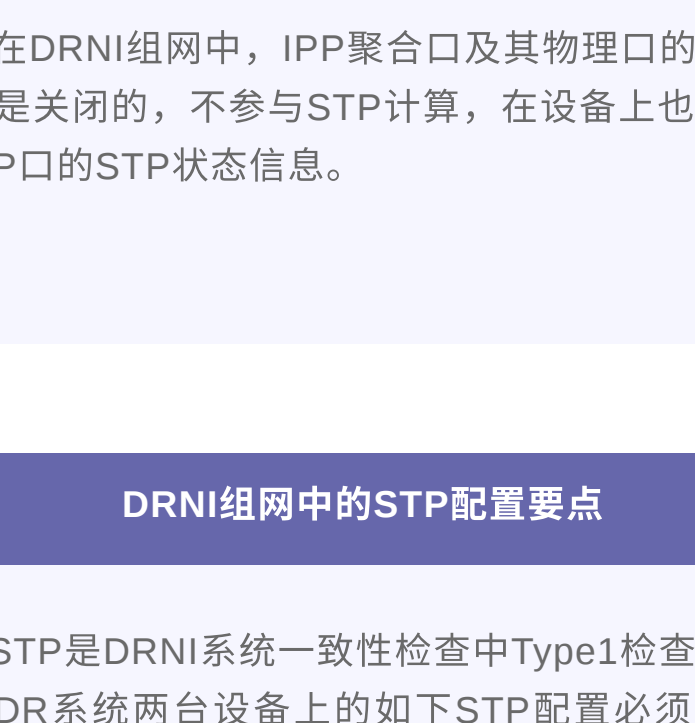 在DRNI组网中，IPP聚合口及其物理口的
是关闭的，不参与STP计算，在设备上也
P口的STP状态信息。
DRNI组网中的STP配置要点
STP是DRNI系统一致性检查中Type1检查
DR系统两台设备上的如下STP配置必须